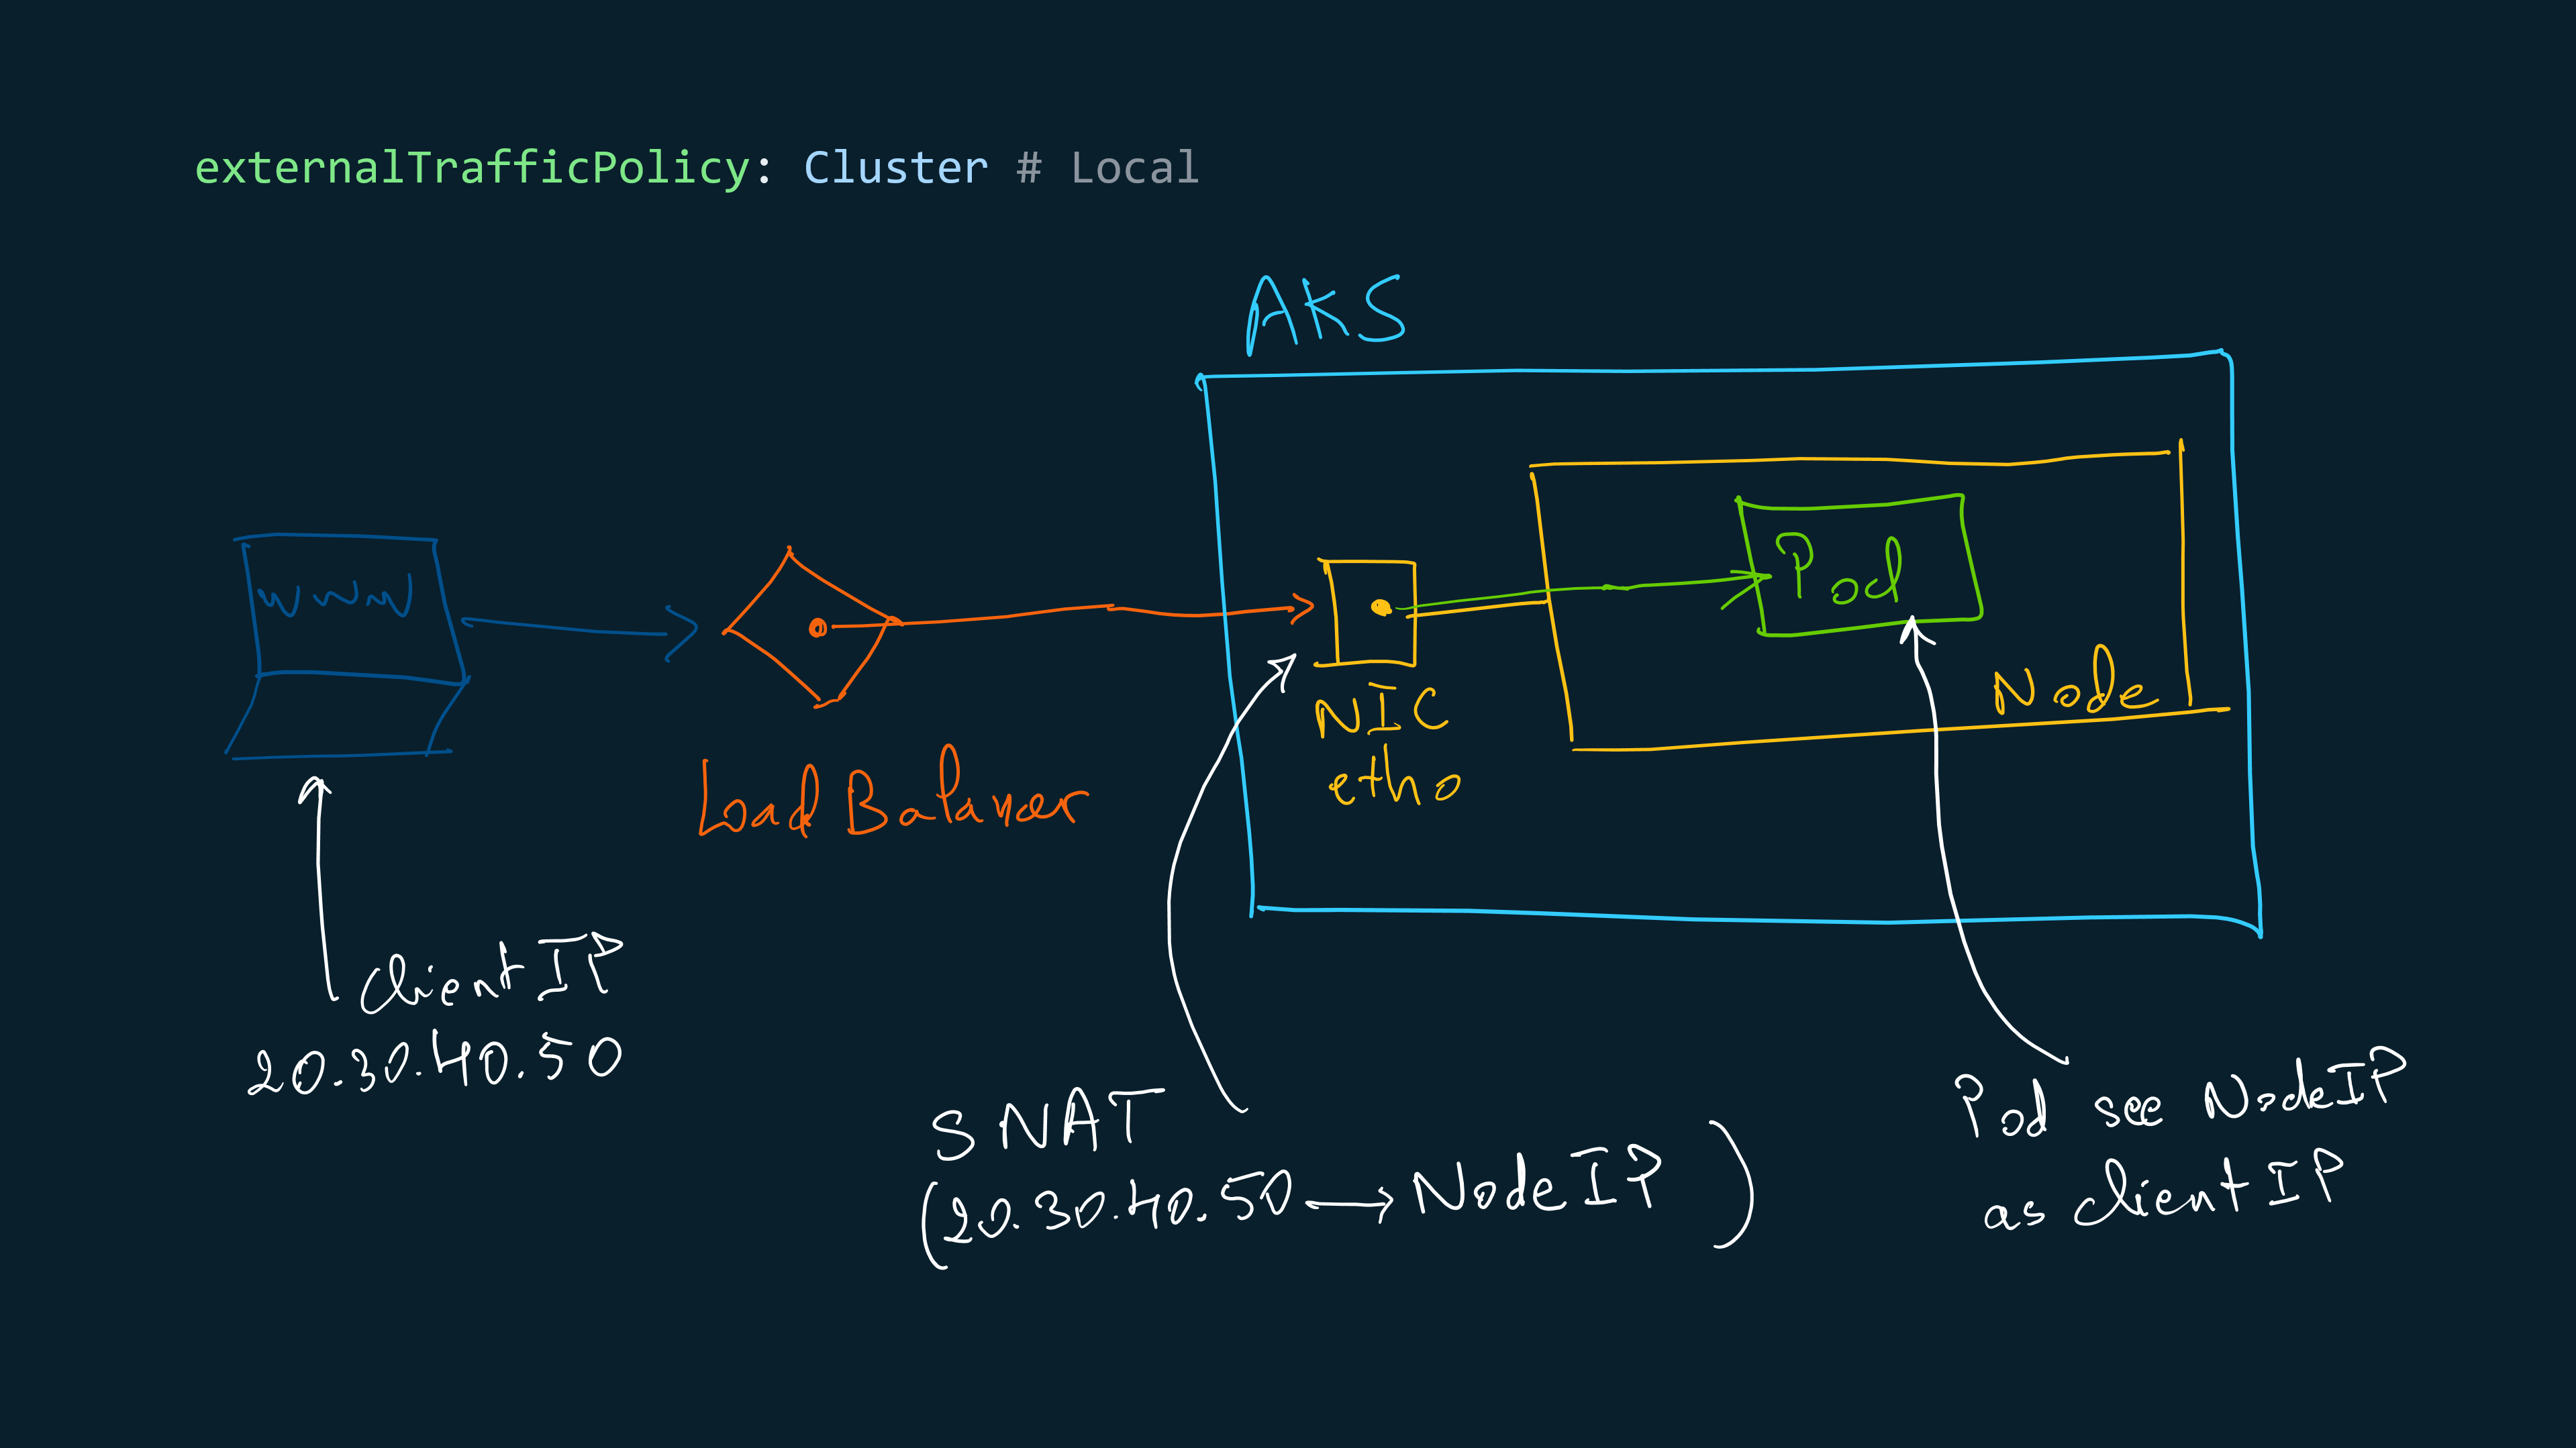 externalTrafficPolicy: Cluster # Local
AKS
WWW
Pod
Node
NIC
eth0
Load Balancer
Client IP
20.30.40.50
SNAT
(20.30.40.50 → NodeIP)
Pod see NodeIP
as client IP